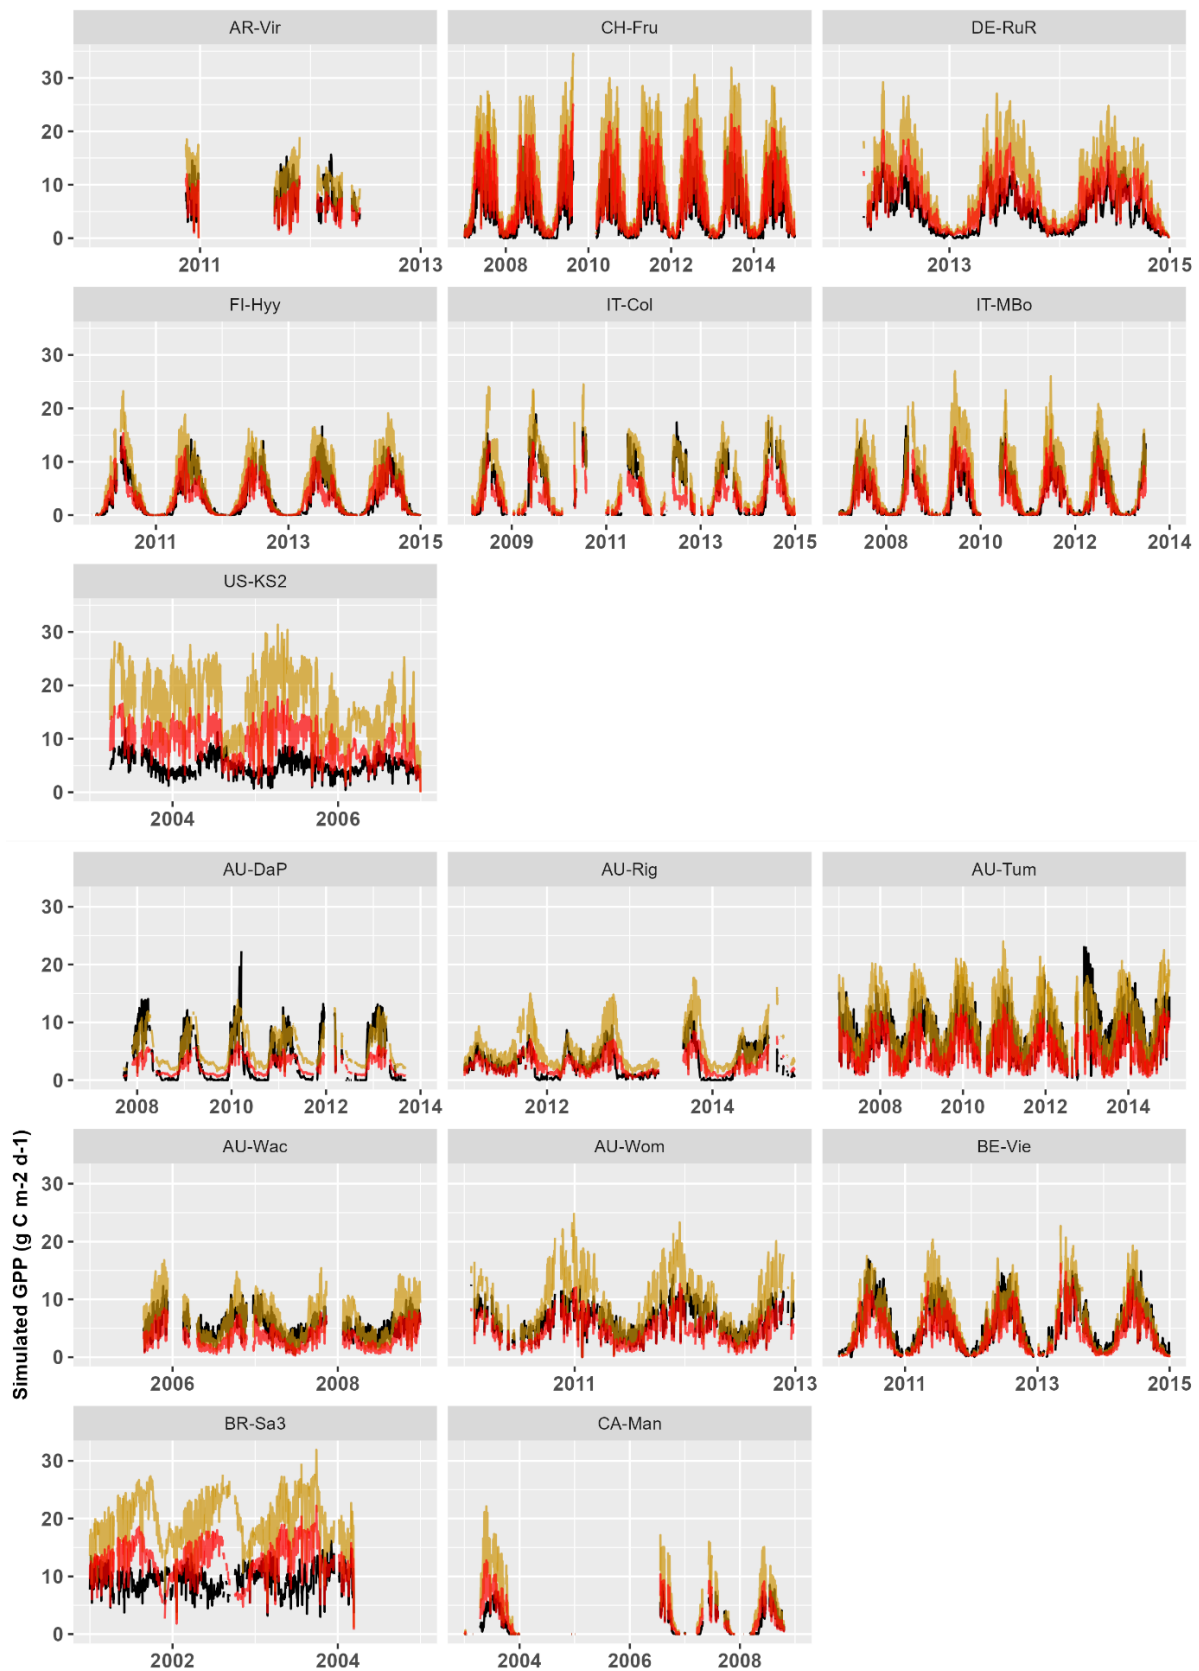 AR-Vir CH-Fru DE-RuR
30
20
10
0
2011 2013 2008 2010 2012 2014 2013 2015
FI-Hyy IT-Col IT-MBo
30
20
10
0
2011 2013 2015 2009 2011 2013 2015 2008 2010 2012 2014
US-KS2
30
20
10
0
2004 2006
AU-DaP AU-Rig AU-Tum
30
20
10
0
2008 2010 2012 2014 2012 2014 2008 2010 2012 2014
Simulated GPP (g C m-2 d-1)
AU-Wac AU-Wom BE-Vie
30
20
10
0
2006 2008 2011 2013 2011 2013 2015
BR-Sa3 CA-Man
30
20
10
0
2002 2004 2004 2006 2008